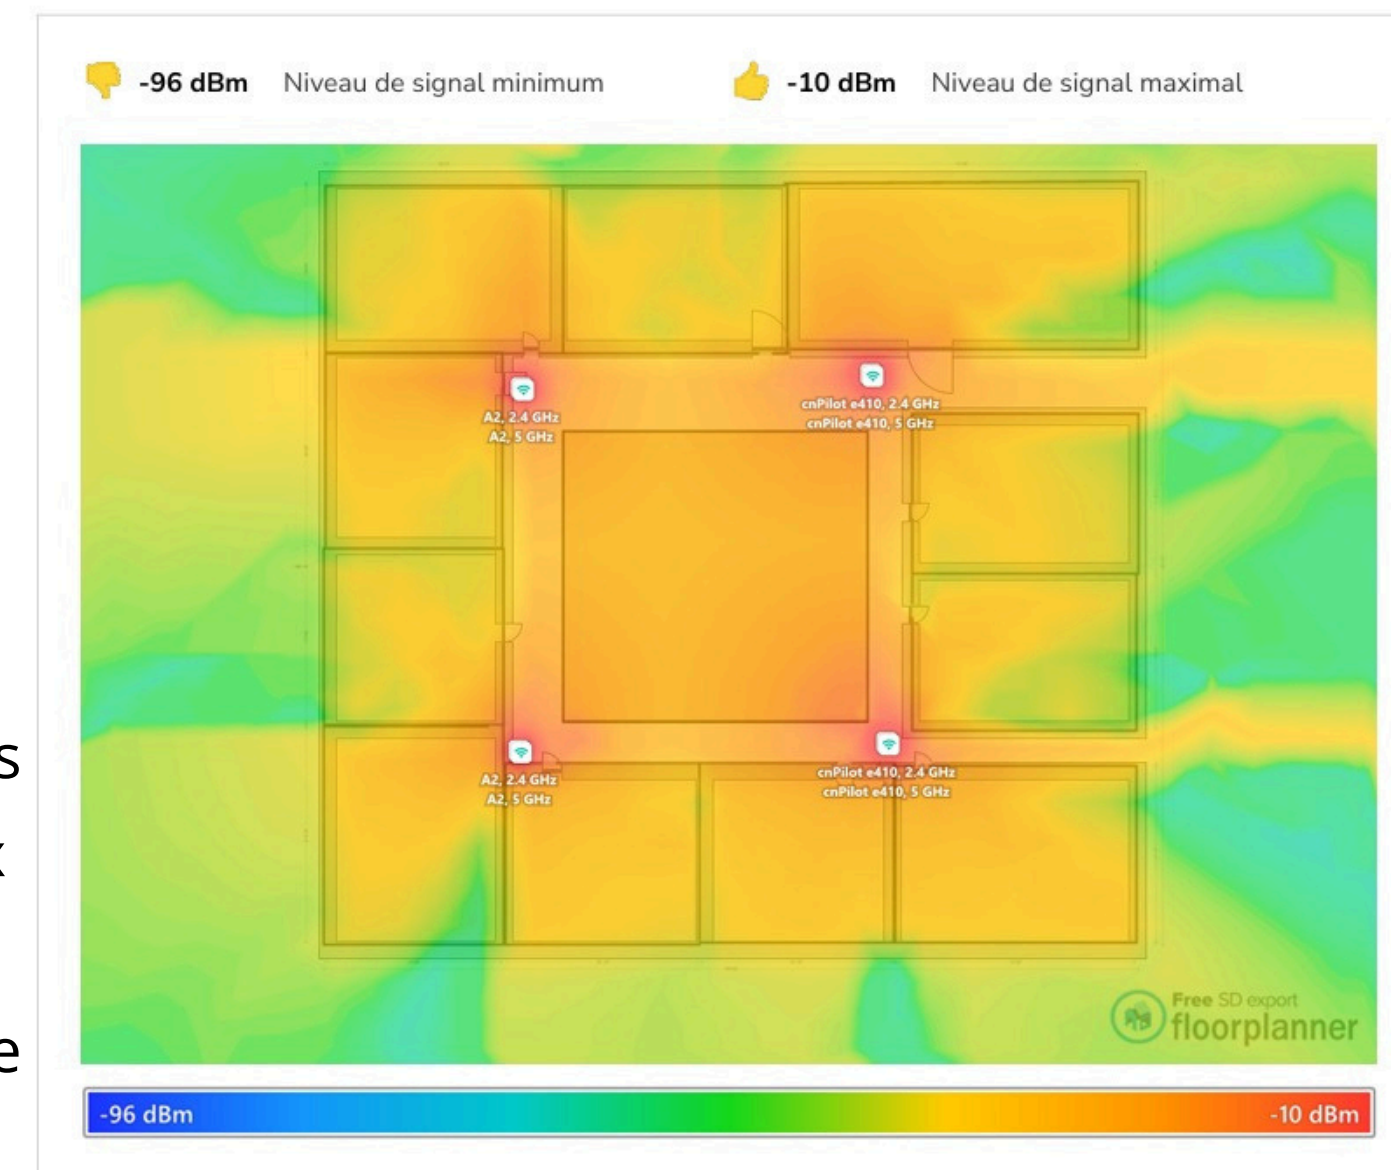 -96 dBm Niveau de signal minimum -10 dBm Niveau de signal maximal
A2, 2.4 GHz
A2, 5 GHz
cnPilot e410, 2.4 GHz
cnPilot e410, 5 GHz
s
x
A2, 2.4 GHz
A2, 5 GHz
cnPilot e410, 2.4 GHz
cnPilot e410, 5 GHz
e
Free SD export
floorplanner
-96 dBm -10 dBm